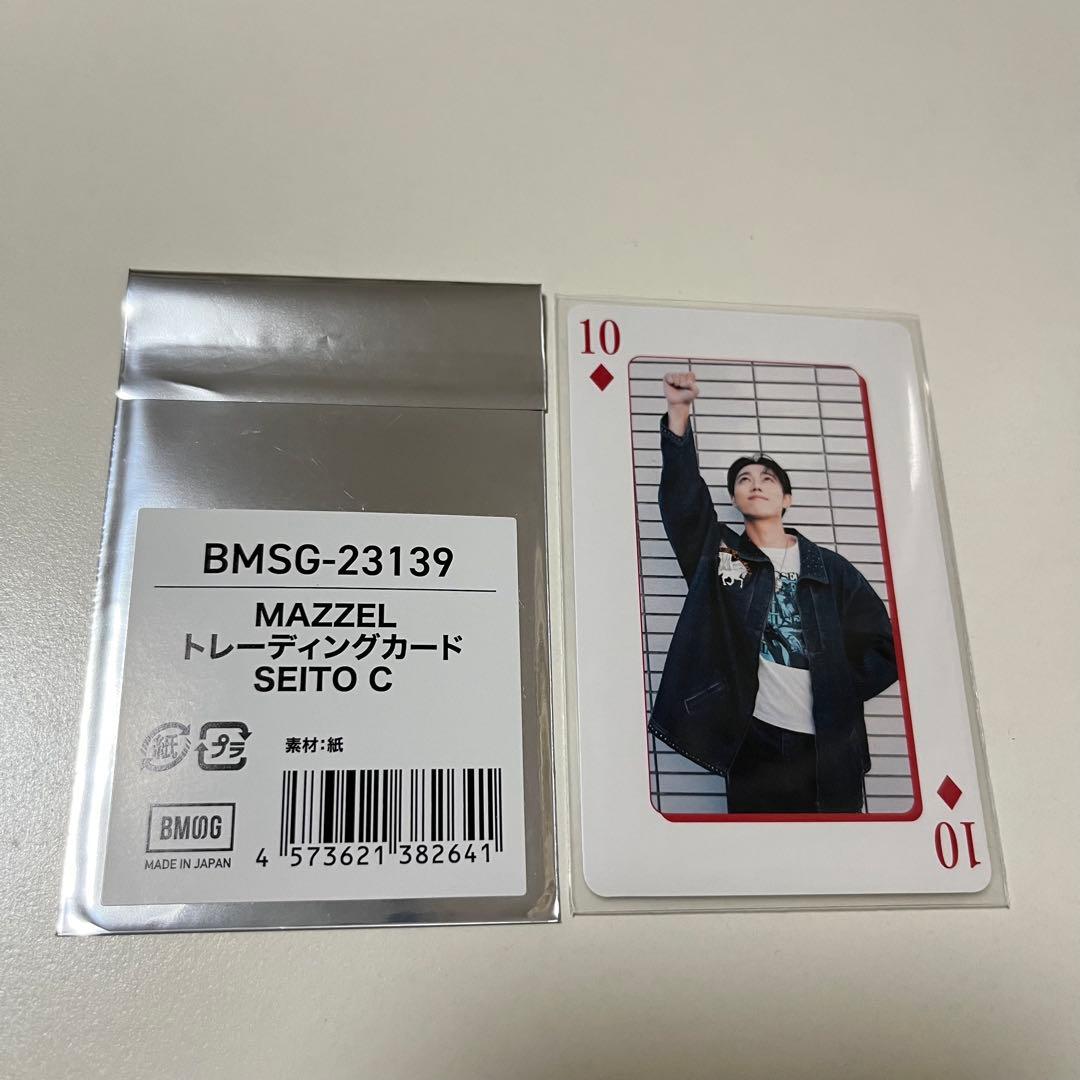 BMSG-23139
MAZZEL
トレーディングカード
SEITO C
紙
プラ
素材：紙
BMSG
MADE IN JAPAN
4 573621 382641
10
10